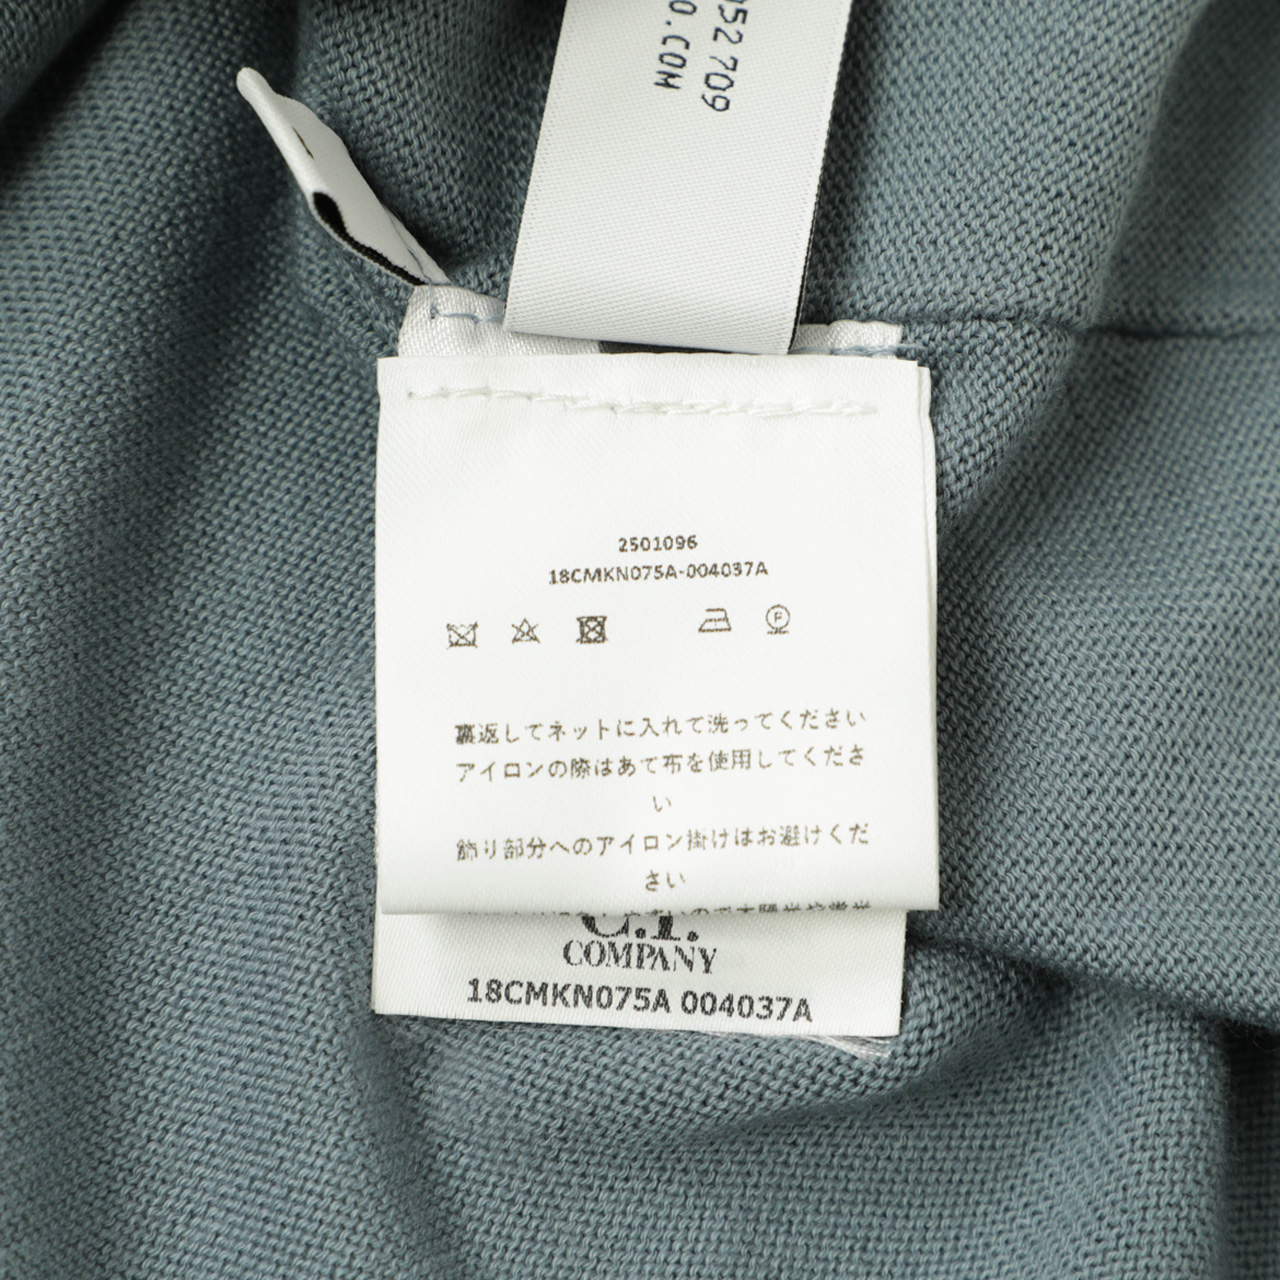 952 709
O.COM
2501096
18CMKN075A-004037A
F
裏返してネットに入れて洗ってください
アイロンの際はあて布を使用してくださ
い
飾り部分へのアイロン掛けはお避けくだ
さい
C.P.
COMPANY
18CMKN075A 004037A